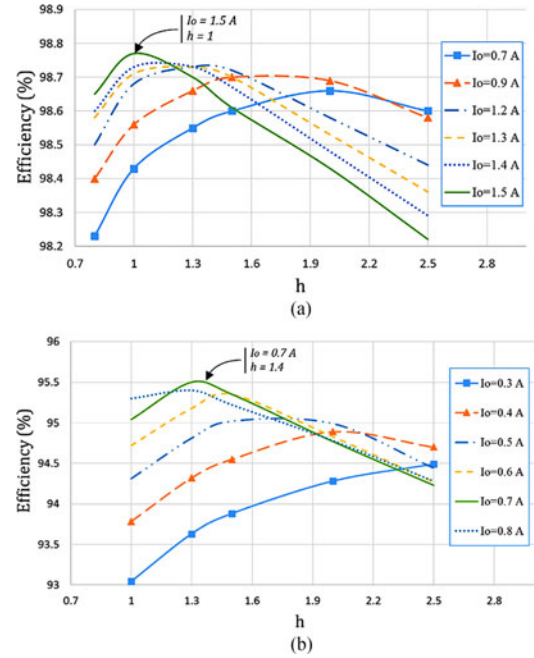 98.9
98.8
98.7
98.6
98.5
98.4
98.3
98.2
Efficiency (%)
Io = 1.5 A
h = 1
Io=0.7 A
Io=0.9 A
Io=1.2 A
Io=1.3 A
Io=1.4 A
Io=1.5 A
0.7 1 1.3 1.6 1.9 2.2 2.5 2.8
h
(a)
96
95.5
95
94.5
94
93.5
93
Efficiency (%)
Io = 0.7 A
h = 1.4
Io=0.3 A
Io=0.4 A
Io=0.5 A
Io=0.6 A
Io=0.7 A
Io=0.8 A
0.7 1 1.3 1.6 1.9 2.2 2.5 2.8
h
(b)